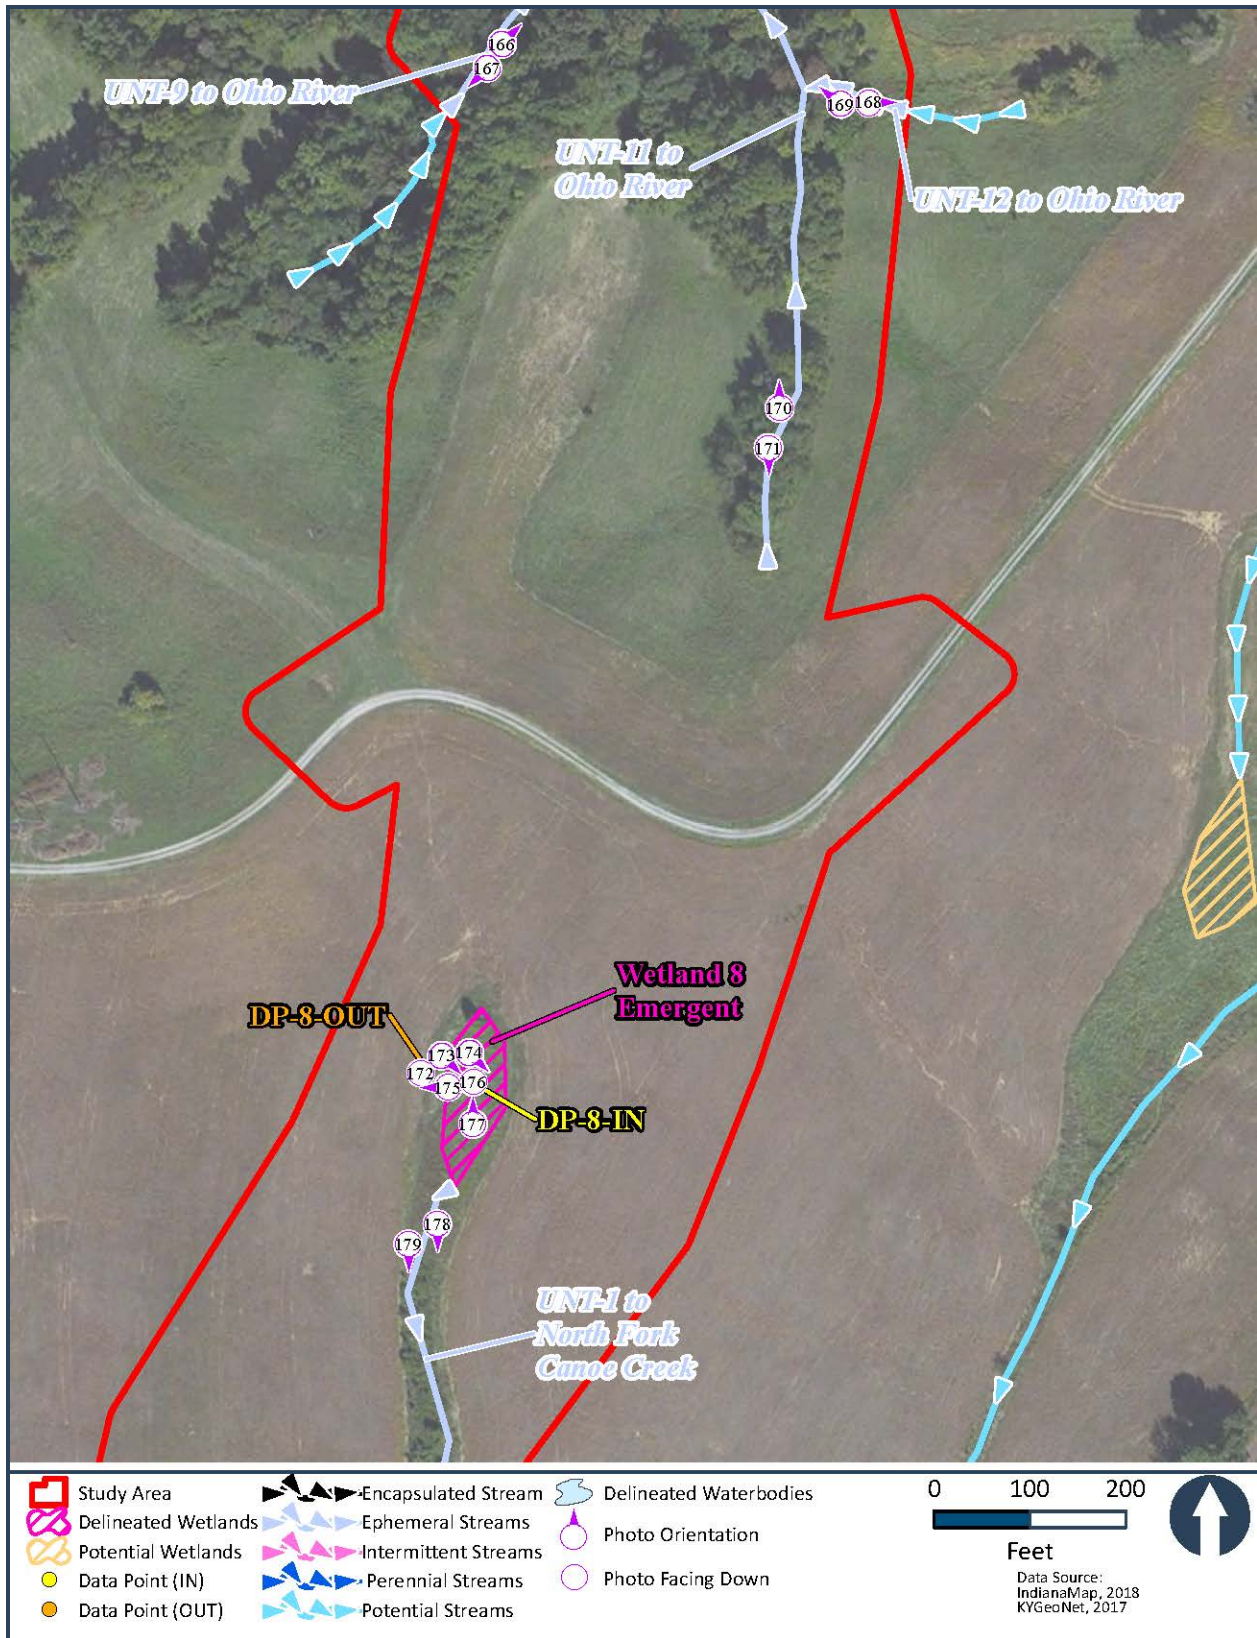 166
167
UNT-9 to Ohio River
169
168
UNT-11 to
Ohio River
UNT-12 to Ohio River
170
171
Wetland 8
Emergent
DP-8-OUT
173
174
172
175
176
DP-8-IN
177
178
179
UNT-1 to
North Fork
Canoe Creek
Study Area
Delineated Wetlands
Potential Wetlands
Data Point (IN)
Data Point (OUT)
Encapsulated Stream
Ephemeral Streams
Intermittent Streams
Perennial Streams
Potential Streams
Delineated Waterbodies
Photo Orientation
Photo Facing Down
0 100 200
Feet
Data Source:
IndianaMap, 2018
KYGeoNet, 2017